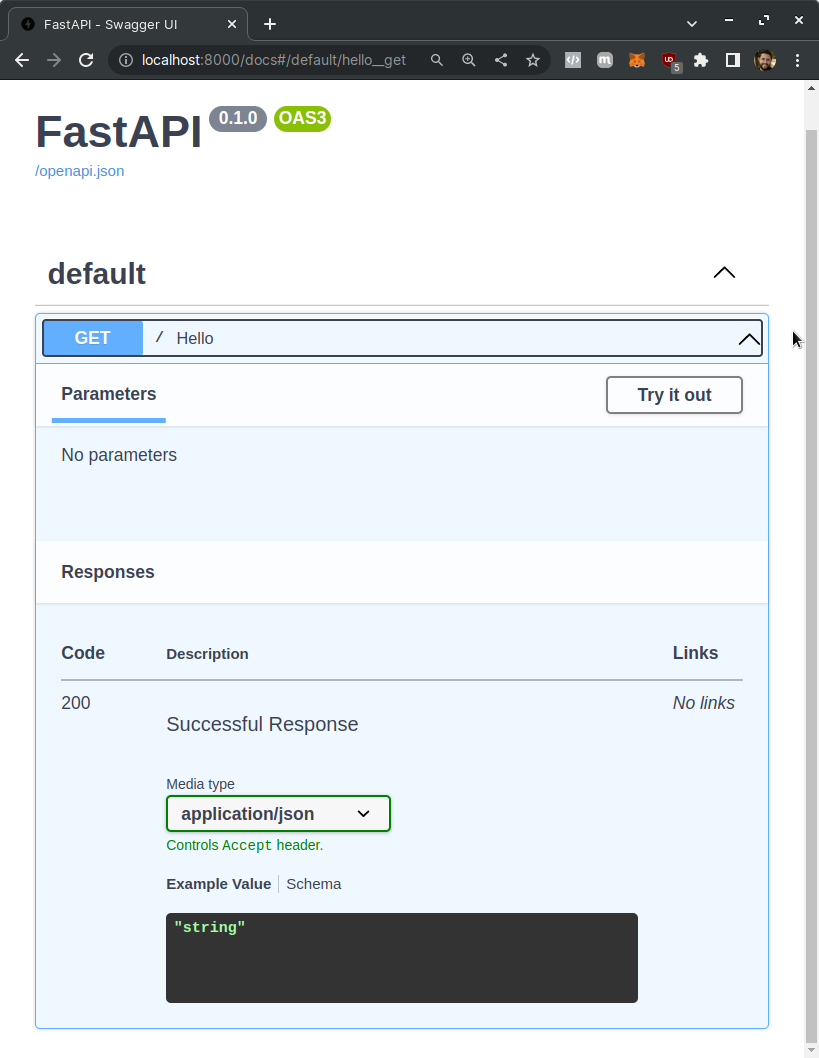 FastAPI - Swagger UI
localhost:8000/docs#/default/hello__get
5
FastAPI 0.1.0 OAS3
/openapi.json
default
GET / Hello
Parameters Try it out
No parameters
Responses
Code Description Links
200 No links
Successful Response
Media type
application/json
Controls Accept header.
Example Value Schema
"string"